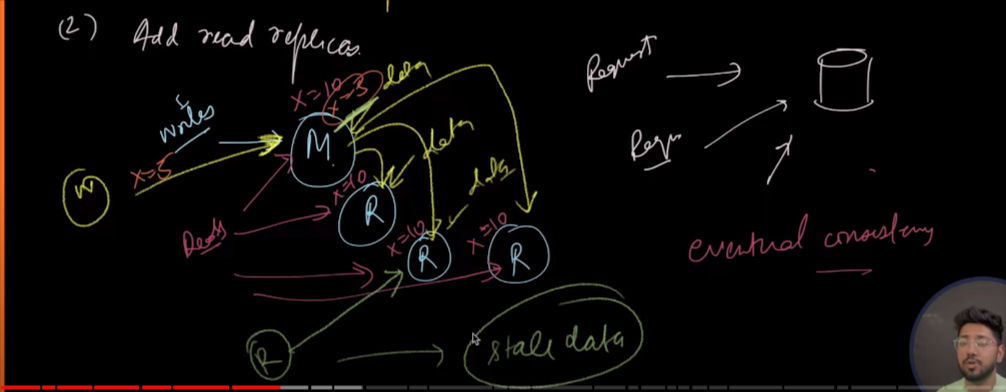 (2) Add read replicas.
x=10
x=5
data
Writes
x=5
W
M
data
data
x=10
R
Reads
x=10
R
x=10
R
R
stale data
Request
Requ
eventual consistency